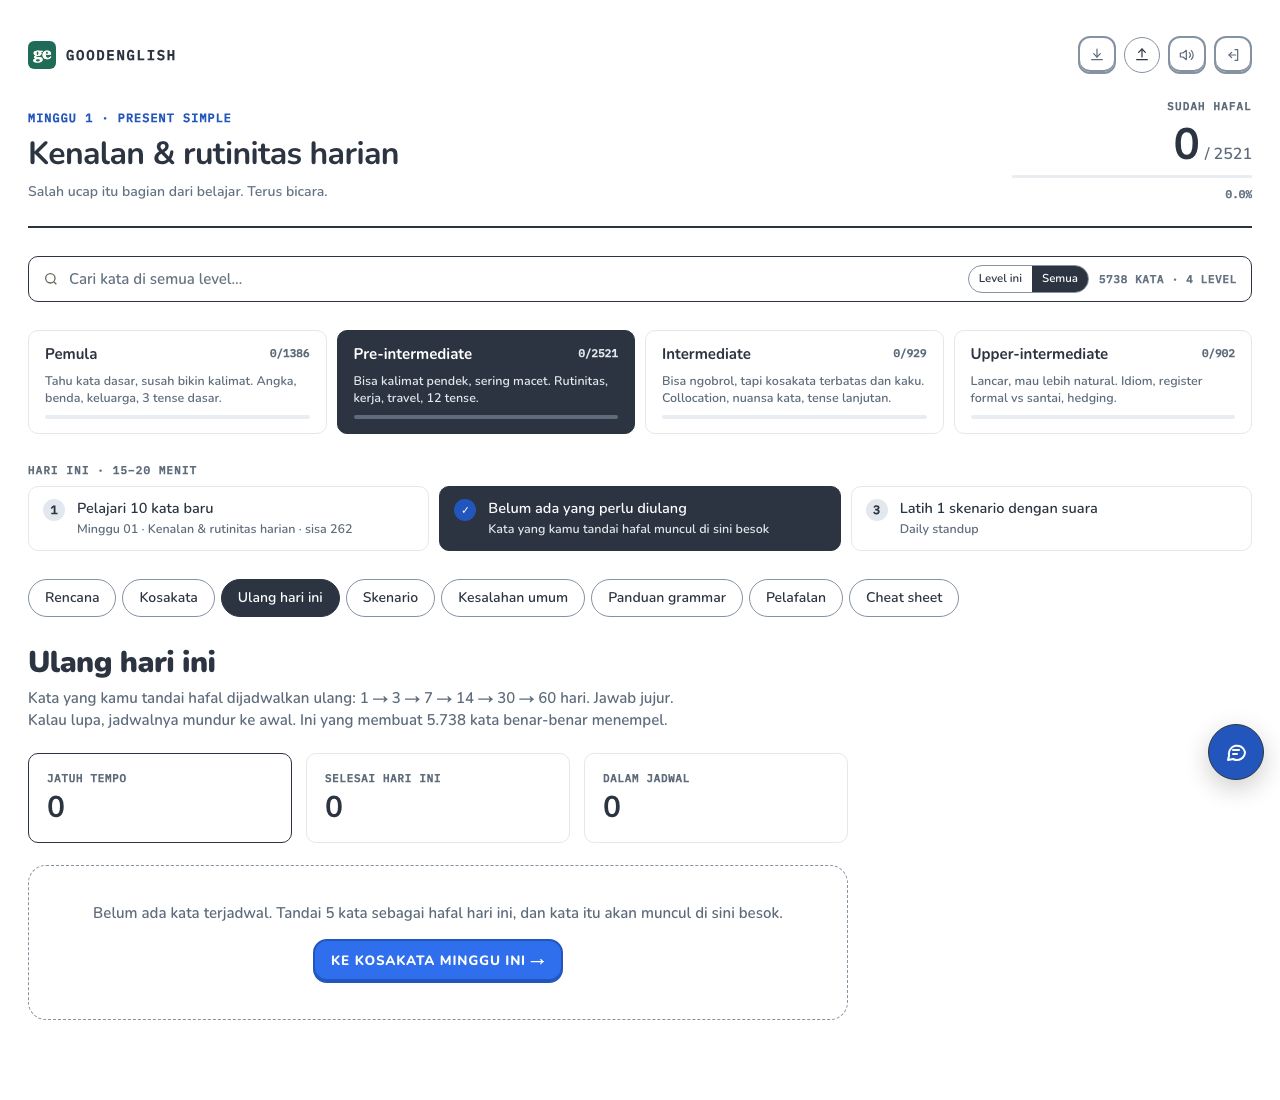 ge GOODENGLISH
MINGGU 1 · PRESENT SIMPLE
Kenalan & rutinitas harian
Salah ucap itu bagian dari belajar. Terus bicara.
SUDAH HAFAL
0 / 2521
0.0%
Cari kata di semua level...
Level ini
Semua
5738 KATA · 4 LEVEL
Pemula
0/1386
Tahu kata dasar, susah bikin kalimat. Angka,
benda, keluarga, 3 tense dasar.
Pre-intermediate
0/2521
Bisa kalimat pendek, sering macet. Rutinitas,
kerja, travel, 12 tense.
Intermediate
0/929
Bisa ngobrol, tapi kosakata terbatas dan kaku.
Collocation, nuansa kata, tense lanjutan.
Upper-intermediate
0/902
Lancar, mau lebih natural. Idiom, register
formal vs santai, hedging.
HARI INI · 15–20 MENIT
1
Pelajari 10 kata baru
Minggu 01 · Kenalan & rutinitas harian · sisa 262
✓
Belum ada yang perlu diulang
Kata yang kamu tandai hafal muncul di sini besok
3
Latih 1 skenario dengan suara
Daily standup
Rencana
Kosakata
Ulang hari ini
Skenario
Kesalahan umum
Panduan grammar
Pelafalan
Cheat sheet
Ulang hari ini
Kata yang kamu tandai hafal dijadwalkan ulang: 1 → 3 → 7 → 14 → 30 → 60 hari. Jawab jujur.
Kalau lupa, jadwalnya mundur ke awal. Ini yang membuat 5.738 kata benar-benar menempel.
JATUH TEMPO
0
SELESAI HARI INI
0
DALAM JADWAL
0
Belum ada kata terjadwal. Tandai 5 kata sebagai hafal hari ini, dan kata itu akan muncul di sini besok.
KE KOSAKATA MINGGU INI →